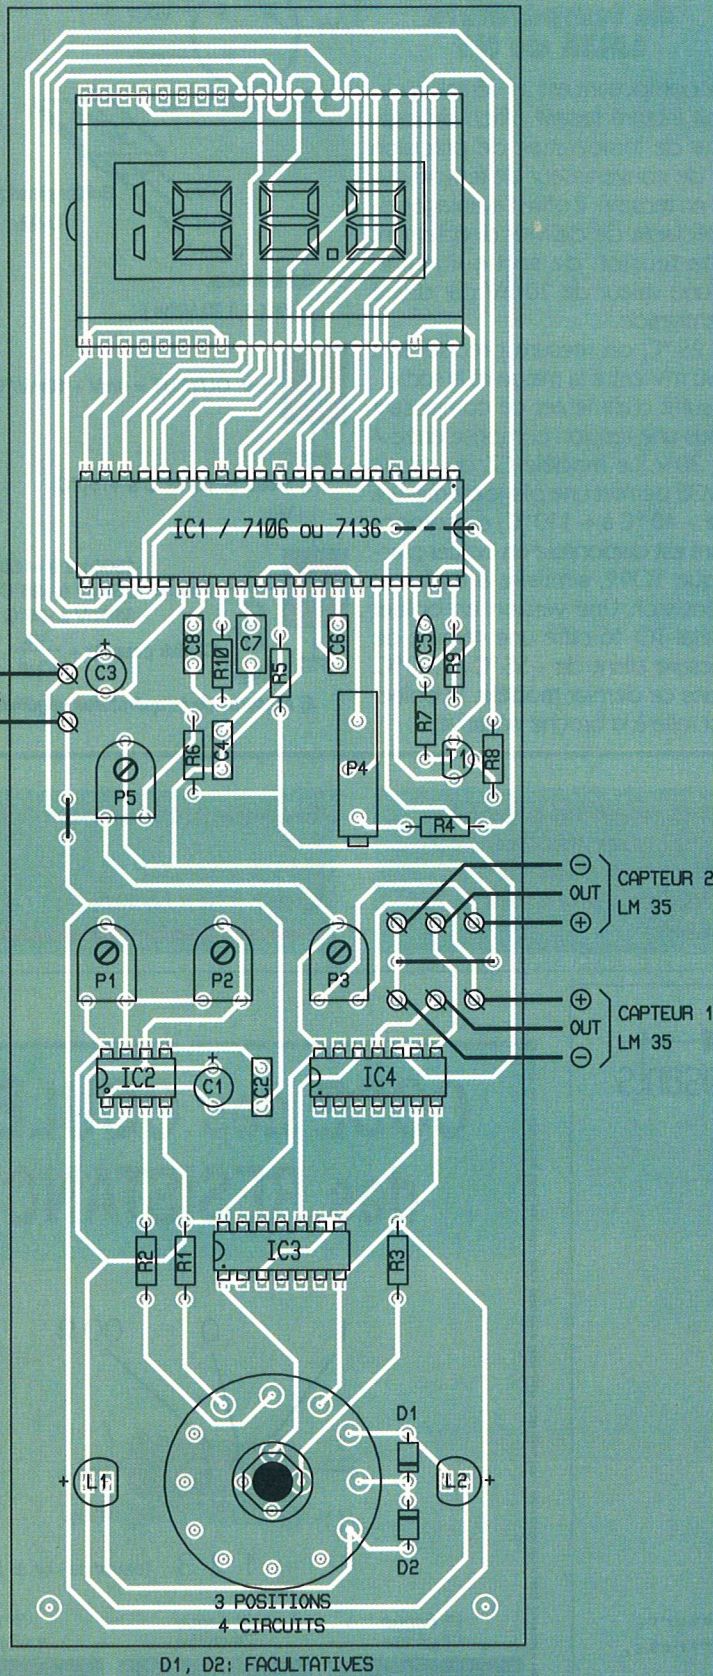 IC1 / 7106 ou 7136
C8
R10
C7
R5
C6
C5
R9
+
C3
R7
R6
C4
T1
R8
P5
P4
R4
−
CAPTEUR 2
OUT
LM 35
+
P1
P2
P3
+
CAPTEUR 1
OUT
LM 35
−
IC2
+
C1
C2
IC4
R2
R1
IC3
R3
D1
+
L1
L2
+
D2
3 POSITIONS
4 CIRCUITS
D1, D2: FACULTATIVES